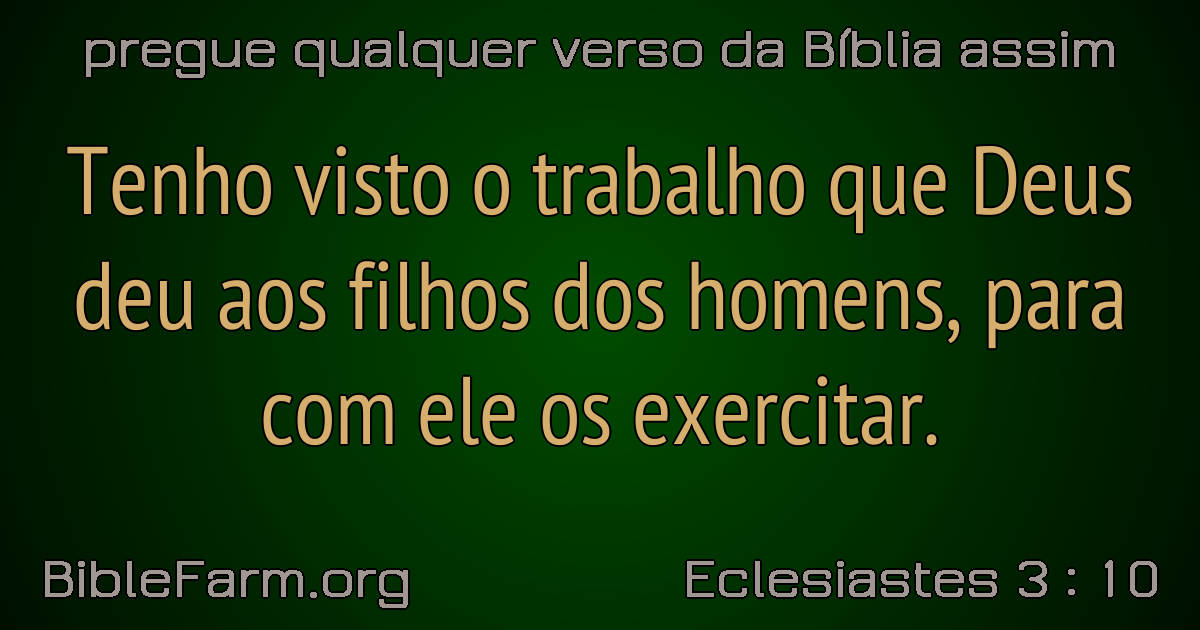 pregue qualquer verso da Bíblia assim
Tenho visto o trabalho que Deus
deu aos filhos dos homens, para
com ele os exercitar.
BibleFarm.org
Eclesiastes 3 : 10